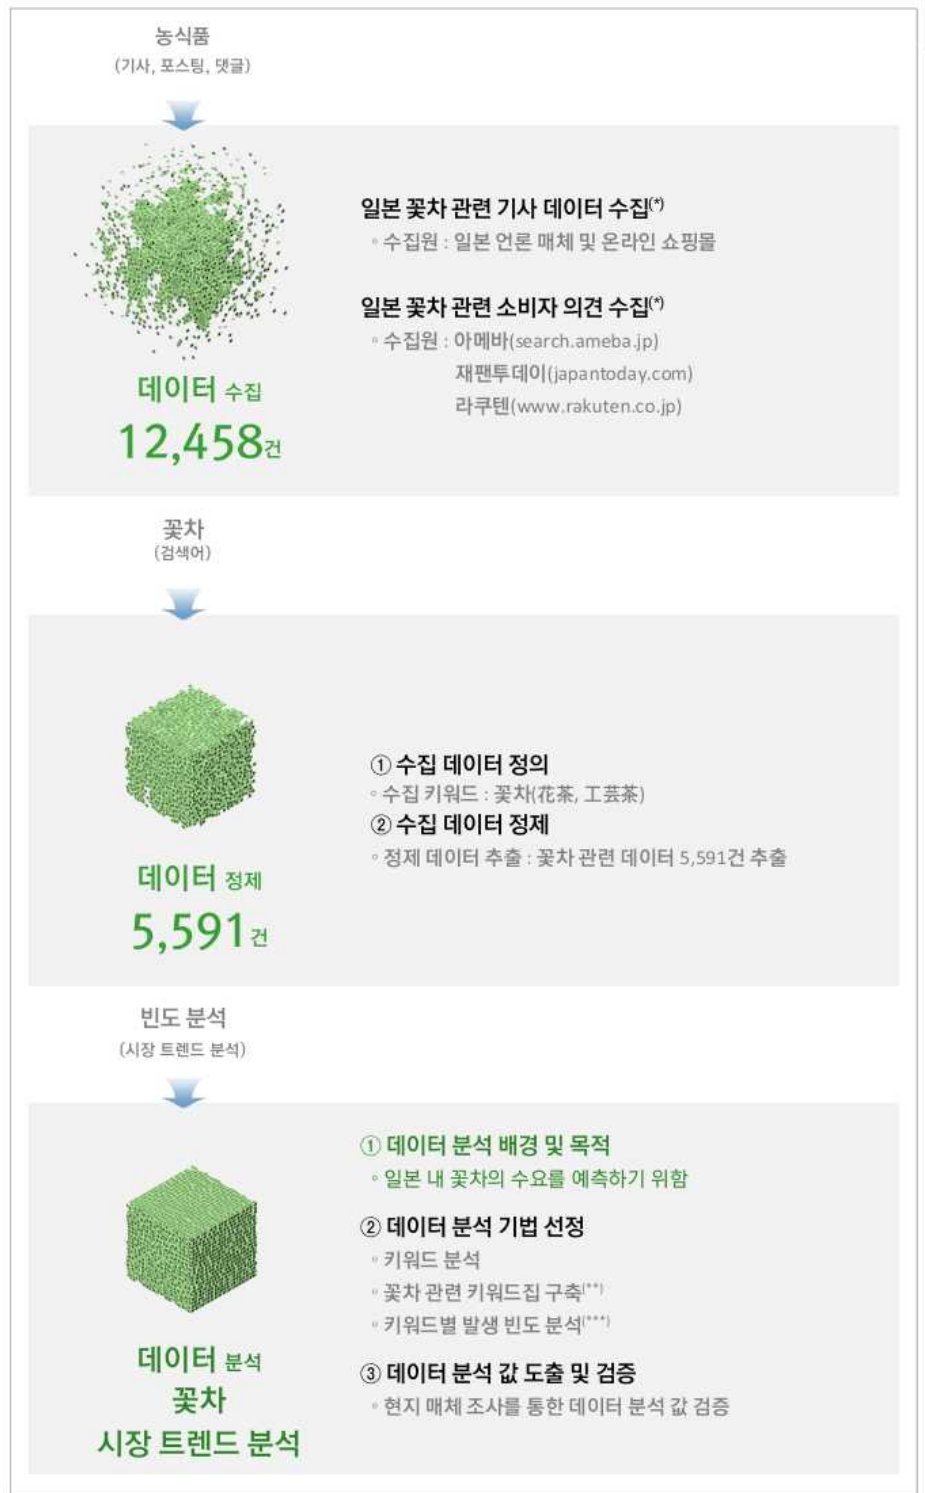 농식품
(기사, 포스팅, 댓글)
일본 꽃차 관련 기사 데이터 수집(*)
◦ 수집원 : 일본 언론 매체 및 온라인 쇼핑몰
일본 꽃차 관련 소비자 의견 수집(*)
◦ 수집원 : 아메바(search.ameba.jp)
재팬투데이(japantoday.com)
라쿠텐(www.rakuten.co.jp)
데이터 수집
12,458건
꽃차
(검색어)
① 수집 데이터 정의
◦ 수집 키워드 : 꽃차(花茶, 工芸茶)
② 수집 데이터 정제
◦ 정제 데이터 추출 : 꽃차 관련 데이터 5,591건 추출
데이터 정제
5,591건
빈도 분석
(시장 트렌드 분석)
① 데이터 분석 배경 및 목적
◦ 일본 내 꽃차의 수요를 예측하기 위함
② 데이터 분석 기법 선정
◦ 키워드 분석
◦ 꽃차 관련 키워드집 구축(**)
◦ 키워드별 발생 빈도 분석(***)
③ 데이터 분석 값 도출 및 검증
◦ 현지 매체 조사를 통한 데이터 분석 값 검증
데이터 분석
꽃차
시장 트렌드 분석